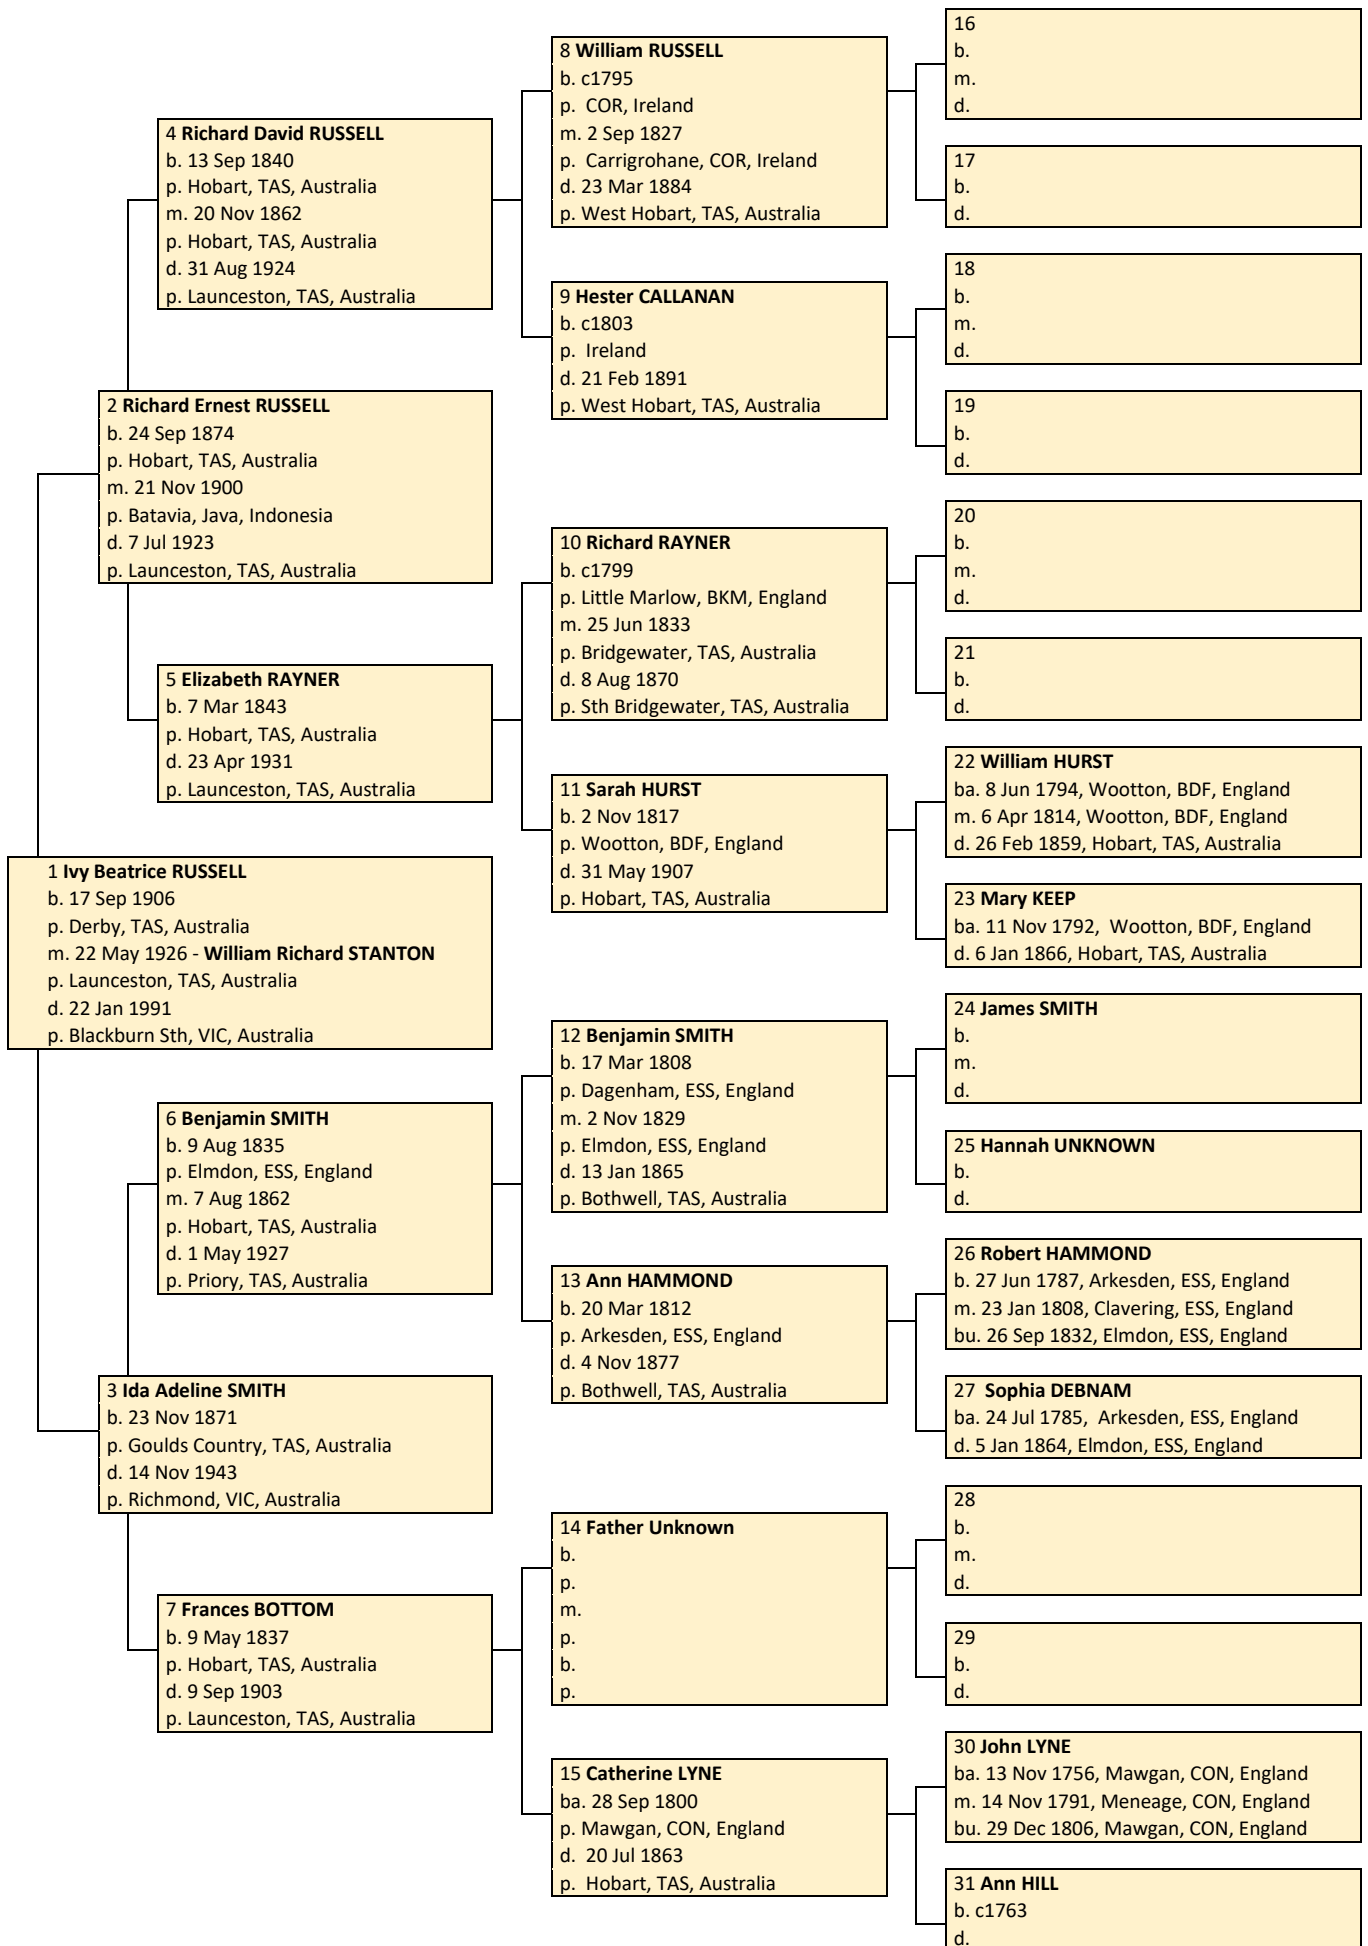 16
b.
m.
d.
8 William RUSSELL
b. c1795
p. COR, Ireland
m. 2 Sep 1827
p. Carrigrohane, COR, Ireland
d. 23 Mar 1884
p. West Hobart, TAS, Australia
4 Richard David RUSSELL
b. 13 Sep 1840
p. Hobart, TAS, Australia
m. 20 Nov 1862
p. Hobart, TAS, Australia
d. 31 Aug 1924
p. Launceston, TAS, Australia
17
b.
d.
18
b.
m.
d.
9 Hester CALLANAN
b. c1803
p. Ireland
d. 21 Feb 1891
p. West Hobart, TAS, Australia
19
b.
d.
2 Richard Ernest RUSSELL
b. 24 Sep 1874
p. Hobart, TAS, Australia
m. 21 Nov 1900
p. Batavia, Java, Indonesia
d. 7 Jul 1923
p. Launceston, TAS, Australia
20
b.
m.
d.
10 Richard RAYNER
b. c1799
p. Little Marlow, BKM, England
m. 25 Jun 1833
p. Bridgewater, TAS, Australia
d. 8 Aug 1870
p. Sth Bridgewater, TAS, Australia
21
b.
d.
5 Elizabeth RAYNER
b. 7 Mar 1843
p. Hobart, TAS, Australia
d. 23 Apr 1931
p. Launceston, TAS, Australia
22 William HURST
ba. 8 Jun 1794, Wootton, BDF, England
m. 6 Apr 1814, Wootton, BDF, England
d. 26 Feb 1859, Hobart, TAS, Australia
11 Sarah HURST
b. 2 Nov 1817
p. Wootton, BDF, England
d. 31 May 1907
p. Hobart, TAS, Australia
23 Mary KEEP
ba. 11 Nov 1792, Wootton, BDF, England
d. 6 Jan 1866, Hobart, TAS, Australia
1 Ivy Beatrice RUSSELL
b. 17 Sep 1906
p. Derby, TAS, Australia
m. 22 May 1926 - William Richard STANTON
p. Launceston, TAS, Australia
d. 22 Jan 1991
p. Blackburn Sth, VIC, Australia
24 James SMITH
b.
m.
d.
12 Benjamin SMITH
b. 17 Mar 1808
p. Dagenham, ESS, England
m. 2 Nov 1829
p. Elmdon, ESS, England
d. 13 Jan 1865
p. Bothwell, TAS, Australia
25 Hannah UNKNOWN
b.
d.
6 Benjamin SMITH
b. 9 Aug 1835
p. Elmdon, ESS, England
m. 7 Aug 1862
p. Hobart, TAS, Australia
d. 1 May 1927
p. Priory, TAS, Australia
26 Robert HAMMOND
b. 27 Jun 1787, Arkesden, ESS, England
m. 23 Jan 1808, Clavering, ESS, England
bu. 26 Sep 1832, Elmdon, ESS, England
13 Ann HAMMOND
b. 20 Mar 1812
p. Arkesden, ESS, England
d. 4 Nov 1877
p. Bothwell, TAS, Australia
27 Sophia DEBNAM
ba. 24 Jul 1785, Arkesden, ESS, England
d. 5 Jan 1864, Elmdon, ESS, England
3 Ida Adeline SMITH
b. 23 Nov 1871
p. Goulds Country, TAS, Australia
d. 14 Nov 1943
p. Richmond, VIC, Australia
28
b.
m.
d.
14 Father Unknown
b.
p.
m.
p.
b.
p.
29
b.
d.
7 Frances BOTTOM
b. 9 May 1837
p. Hobart, TAS, Australia
d. 9 Sep 1903
p. Launceston, TAS, Australia
30 John LYNE
ba. 13 Nov 1756, Mawgan, CON, England
m. 14 Nov 1791, Meneage, CON, England
bu. 29 Dec 1806, Mawgan, CON, England
15 Catherine LYNE
ba. 28 Sep 1800
p. Mawgan, CON, England
d. 20 Jul 1863
p. Hobart, TAS, Australia
31 Ann HILL
b. c1763
d.